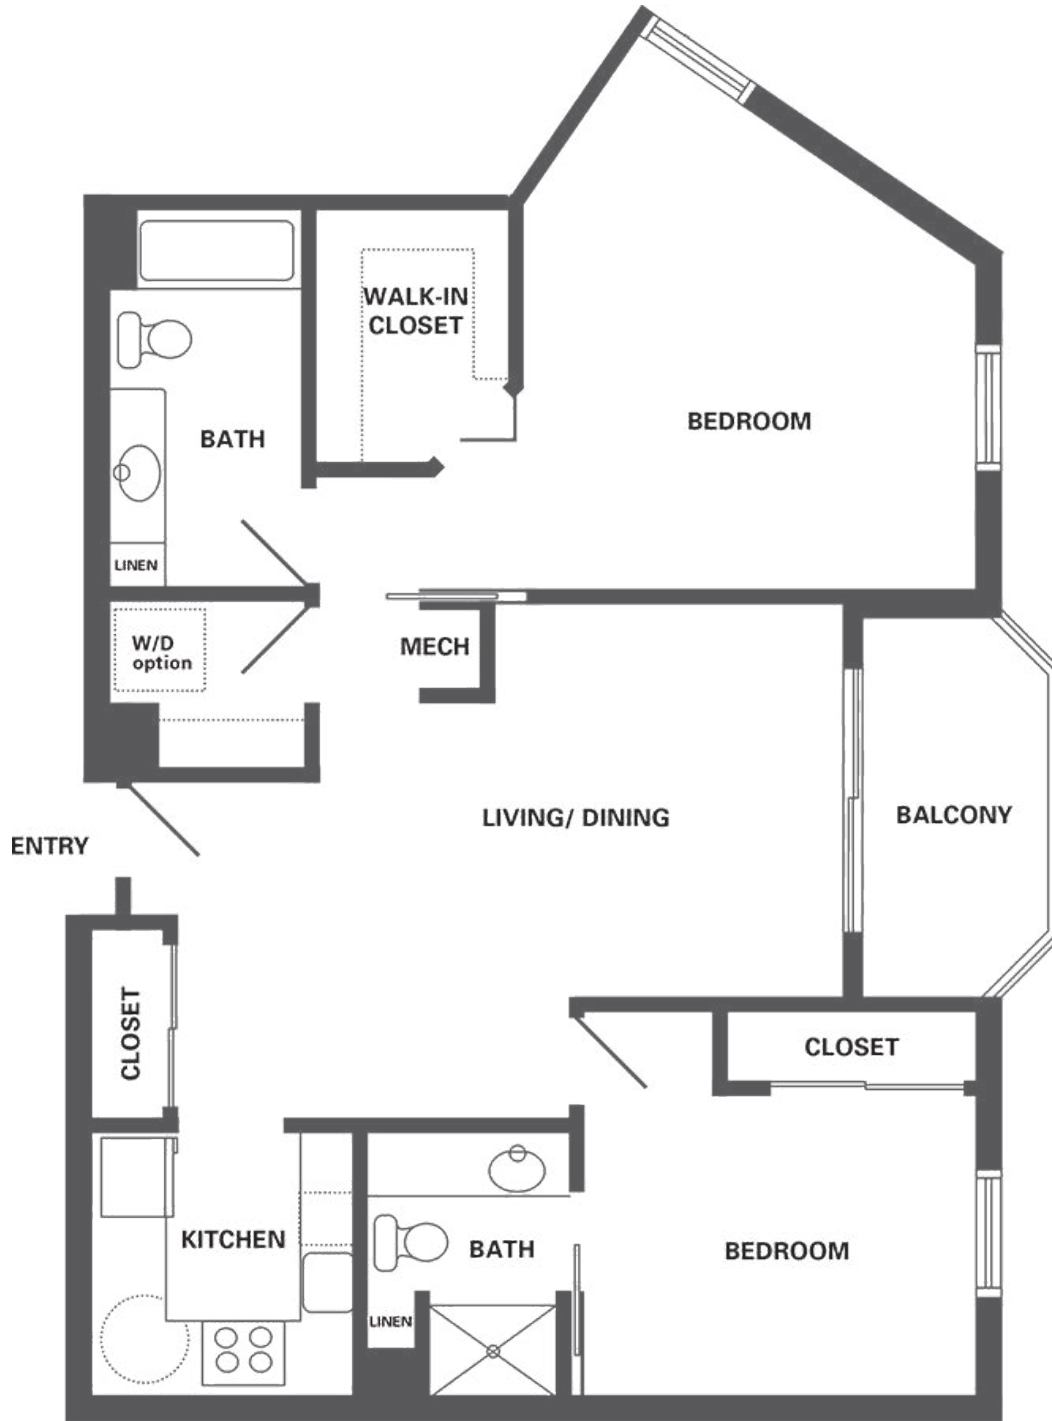 WALK-IN
CLOSET
BEDROOM
BATH
LINEN
W/D
option
MECH
LIVING/ DINING
BALCONY
ENTRY
CLOSET
CLOSET
KITCHEN
BATH
BEDROOM
LINEN